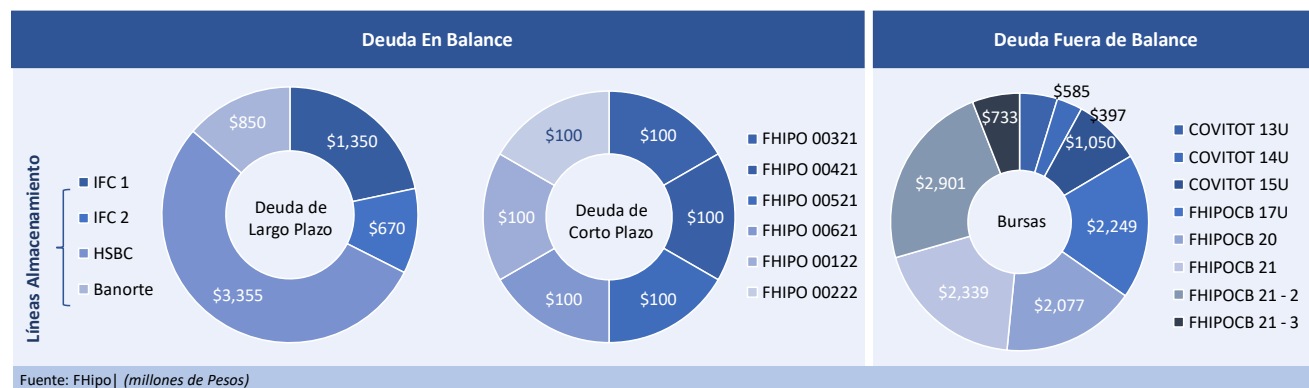 Deuda En Balance
Líneas Almacenamiento
IFC 1
IFC 2
HSBC
Banorte
$850
$1,350
$670
$3,355
Deuda de
Largo Plazo
$100
$100
$100
$100
$100
$100
Deuda de
Corto Plazo
FHIPO 00321
FHIPO 00421
FHIPO 00521
FHIPO 00621
FHIPO 00122
FHIPO 00222
Deuda Fuera de Balance
$733
$585
$397
$1,050
$2,901
$2,249
$2,339
$2,077
Bursas
COVITOT 13U
COVITOT 14U
COVITOT 15U
FHIPOCB 17U
FHIPOCB 20
FHIPOCB 21
FHIPOCB 21 - 2
FHIPOCB 21 - 3
Fuente: FHipo| (millones de Pesos)